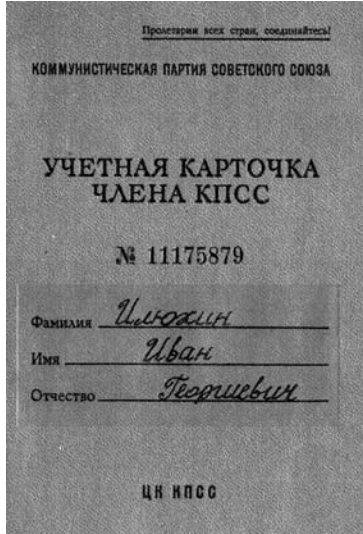 Пролетарии всех стран, соединяйтесь!
КОММУНИСТИЧЕСКАЯ ПАРТИЯ СОВЕТСКОГО СОЮЗА
УЧЕТНАЯ КАРТОЧКА
ЧЛЕНА КПСС
№ 11175879
Фамилия Илюхин
Имя Иван
Отчество Георгиевич
ЦК КПСС